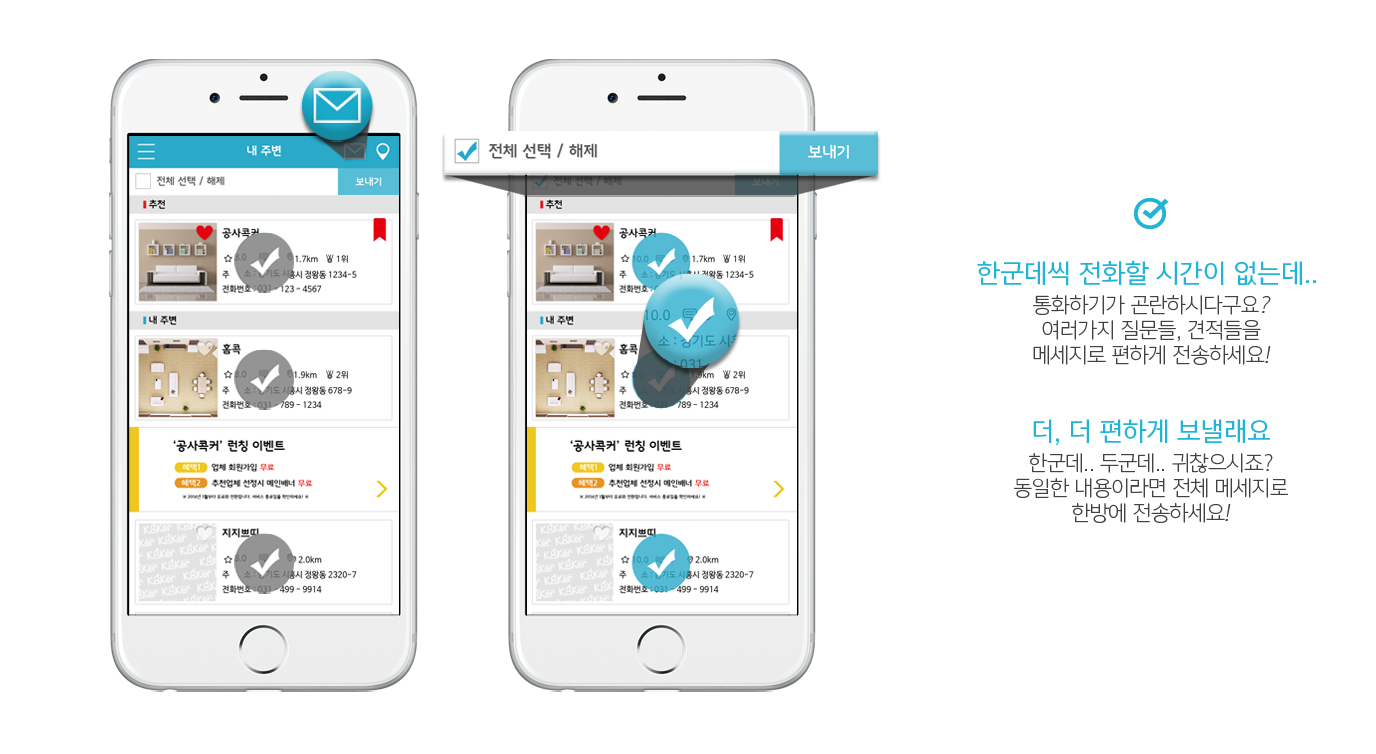 내 주변
전체 선택 / 해제
보내기
추천
공사콕커
1.7km 1위
주 소 : 경기도 시흥시 정왕동 1234-5
전화번호 : 031 - 123 - 4567
내 주변
홈콕
1.9km 2위
주 소 : 경기도 시흥시 정왕동 678-9
전화번호 : 031 - 789 - 1234
‘공사콕커’ 런칭 이벤트
혜택1 업체 회원가입 무료
혜택2 추천업체 선정시 메인배너 무료
지지쁘띠
8.0 2.0km
주 소 : 경기도 시흥시 정왕동 2320-7
전화번호 : 031 - 499 - 9914
전체 선택 / 해제
보내기
전체 선택 / 해제
보내기
추천
공사콕커
10.0 1.7km 1위
주 소 : 경기도 시흥시 정왕동 1234-5
전화번호 :
10.0
소 : 경기도 시
: 031
내 주변
홈콕
1.9km 2위
주 시흥시 정왕동 678-9
전화번호 789 - 1234
‘공사콕커’ 런칭 이벤트
혜택1 업체 회원가입 무료
혜택2 추천업체 선정시 메인배너 무료
지지쁘띠
10.0 2.0km
주 소 : 경기도 시흥시 정왕동 2320-7
전화번호 : 031 - 499 - 9914
한군데씩 전화할 시간이 없는데..
통화하기가 곤란하시다구요?
여러가지 질문들, 견적들을
메세지로 편하게 전송하세요!
더, 더 편하게 보낼래요
한군데.. 두군데.. 귀찮으시죠?
동일한 내용이라면 전체 메세지로
한방에 전송하세요!